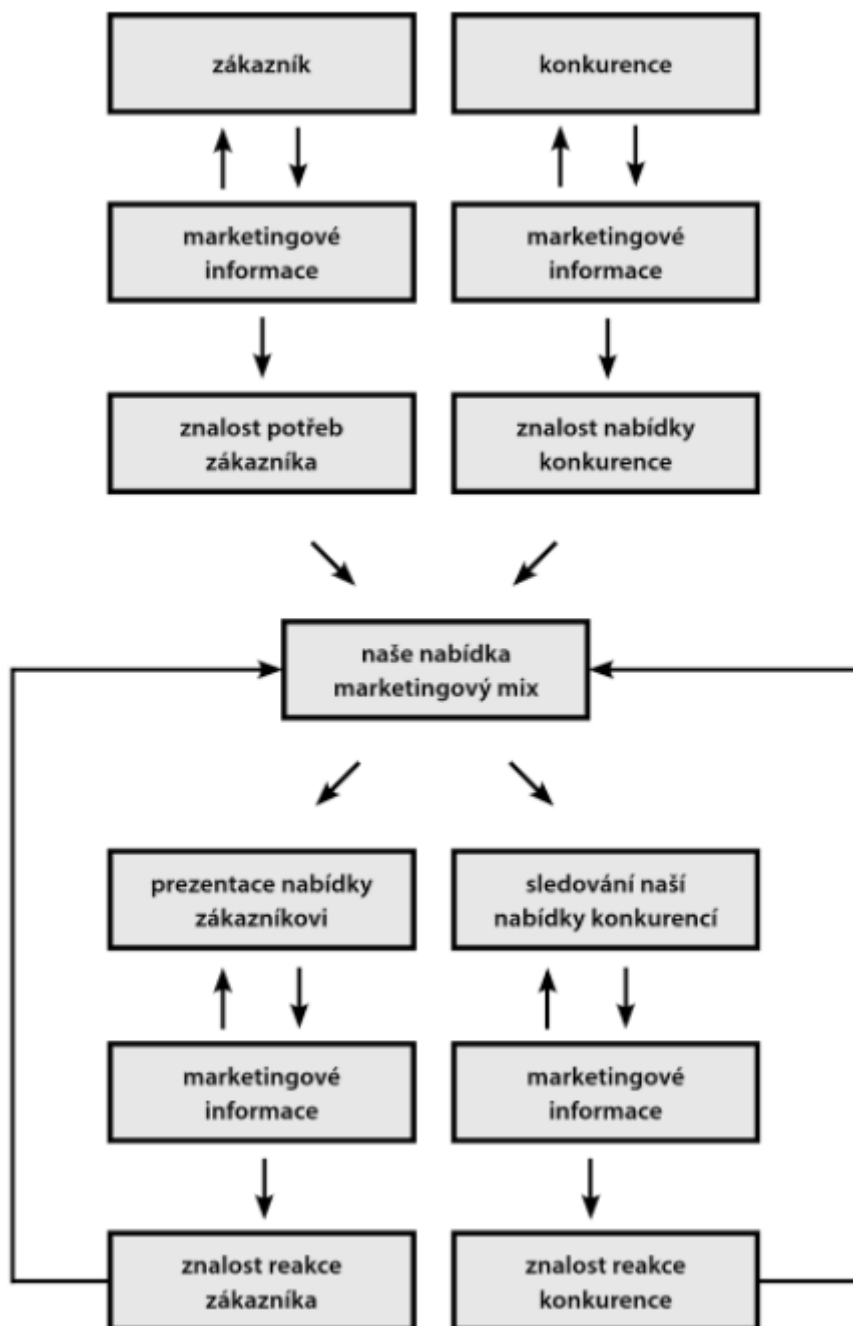 zákazník
konkurence
marketingové
informace
marketingové
informace
znalost potřeb
zákazníka
znalost nabídky
konkurence
naše nabídka
marketingový mix
prezentace nabídky
zákazníkovi
sledování naší
nabídky konkurencí
marketingové
informace
marketingové
informace
znalost reakce
zákazníka
znalost reakce
konkurence